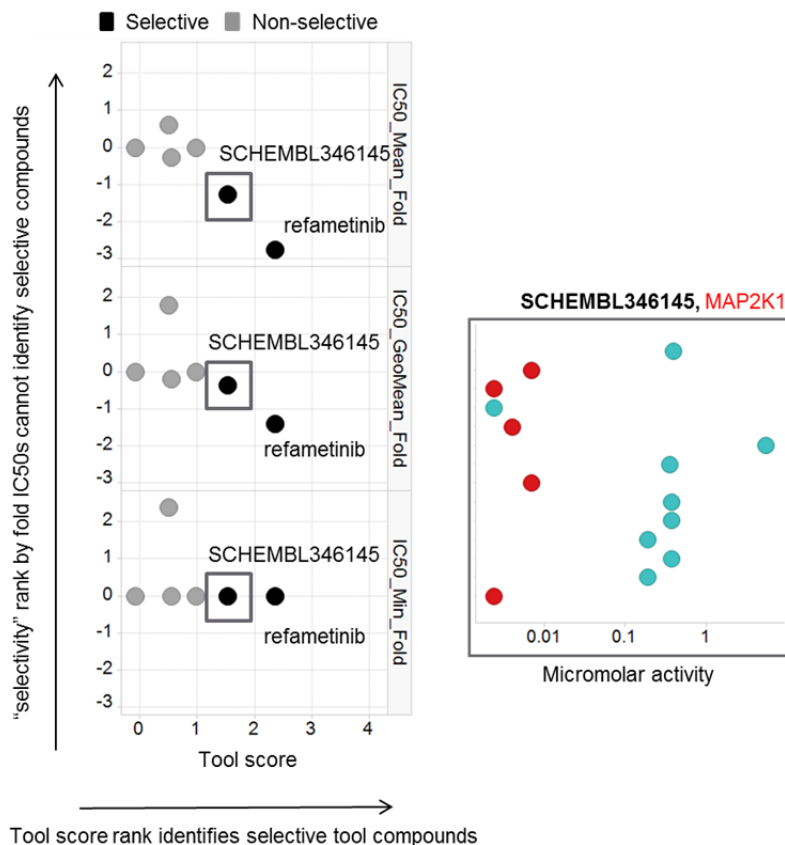 Selective Non-selective
"selectivity" rank by fold IC50s cannot identify selective compounds
2
1
0
-1
-2
-3
SCHEMBL346145
refametinib
IC50_Mean_Fold
2
1
0
-1
-2
-3
SCHEMBL346145
refametinib
IC50_GeoMean_Fold
2
1
0
-1
-2
-3
SCHEMBL346145
refametinib
IC50_Min_Fold
0 1 2 3 4
Tool score
Tool score rank identifies selective tool compounds
SCHEMBL346145, MAP2K1
0.01 0.1 1
Micromolar activity